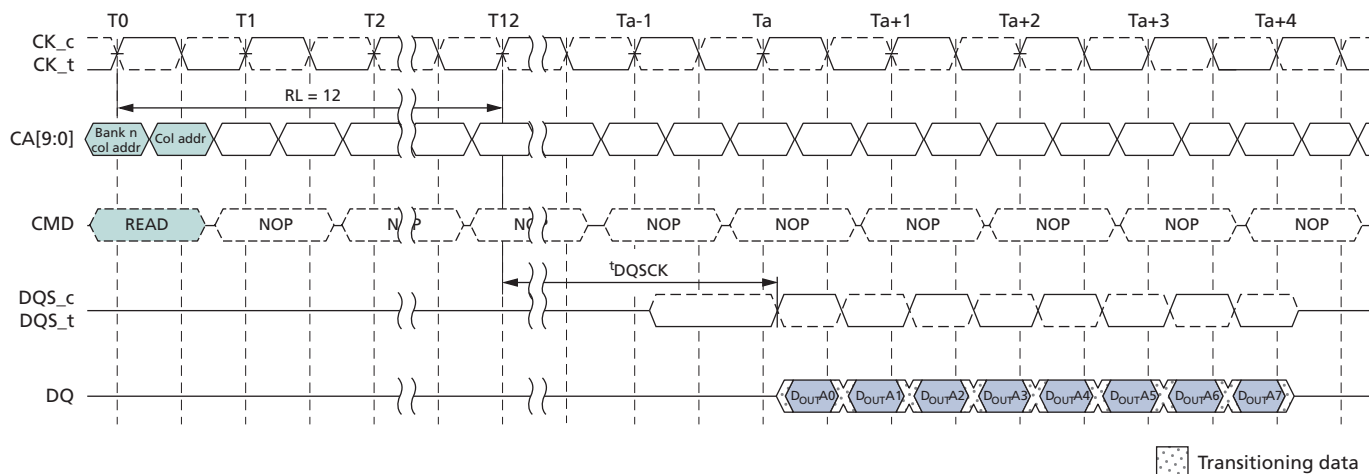 T0 T1 T2 T12 Ta-1 Ta Ta+1 Ta+2 Ta+3 Ta+4
CK_c
CK_t
RL = 12
CA[9:0]
Bank n
col addr
Col addr
CMD
READ NOP NOP NOP NOP NOP NOP NOP NOP NOP
tDQSCK
DQS_c
DQS_t
DQ
DOUTA0 DOUTA1 DOUTA2 DOUTA3 DOUTA4 DOUTA5 DOUTA6 DOUTA7
Transitioning data